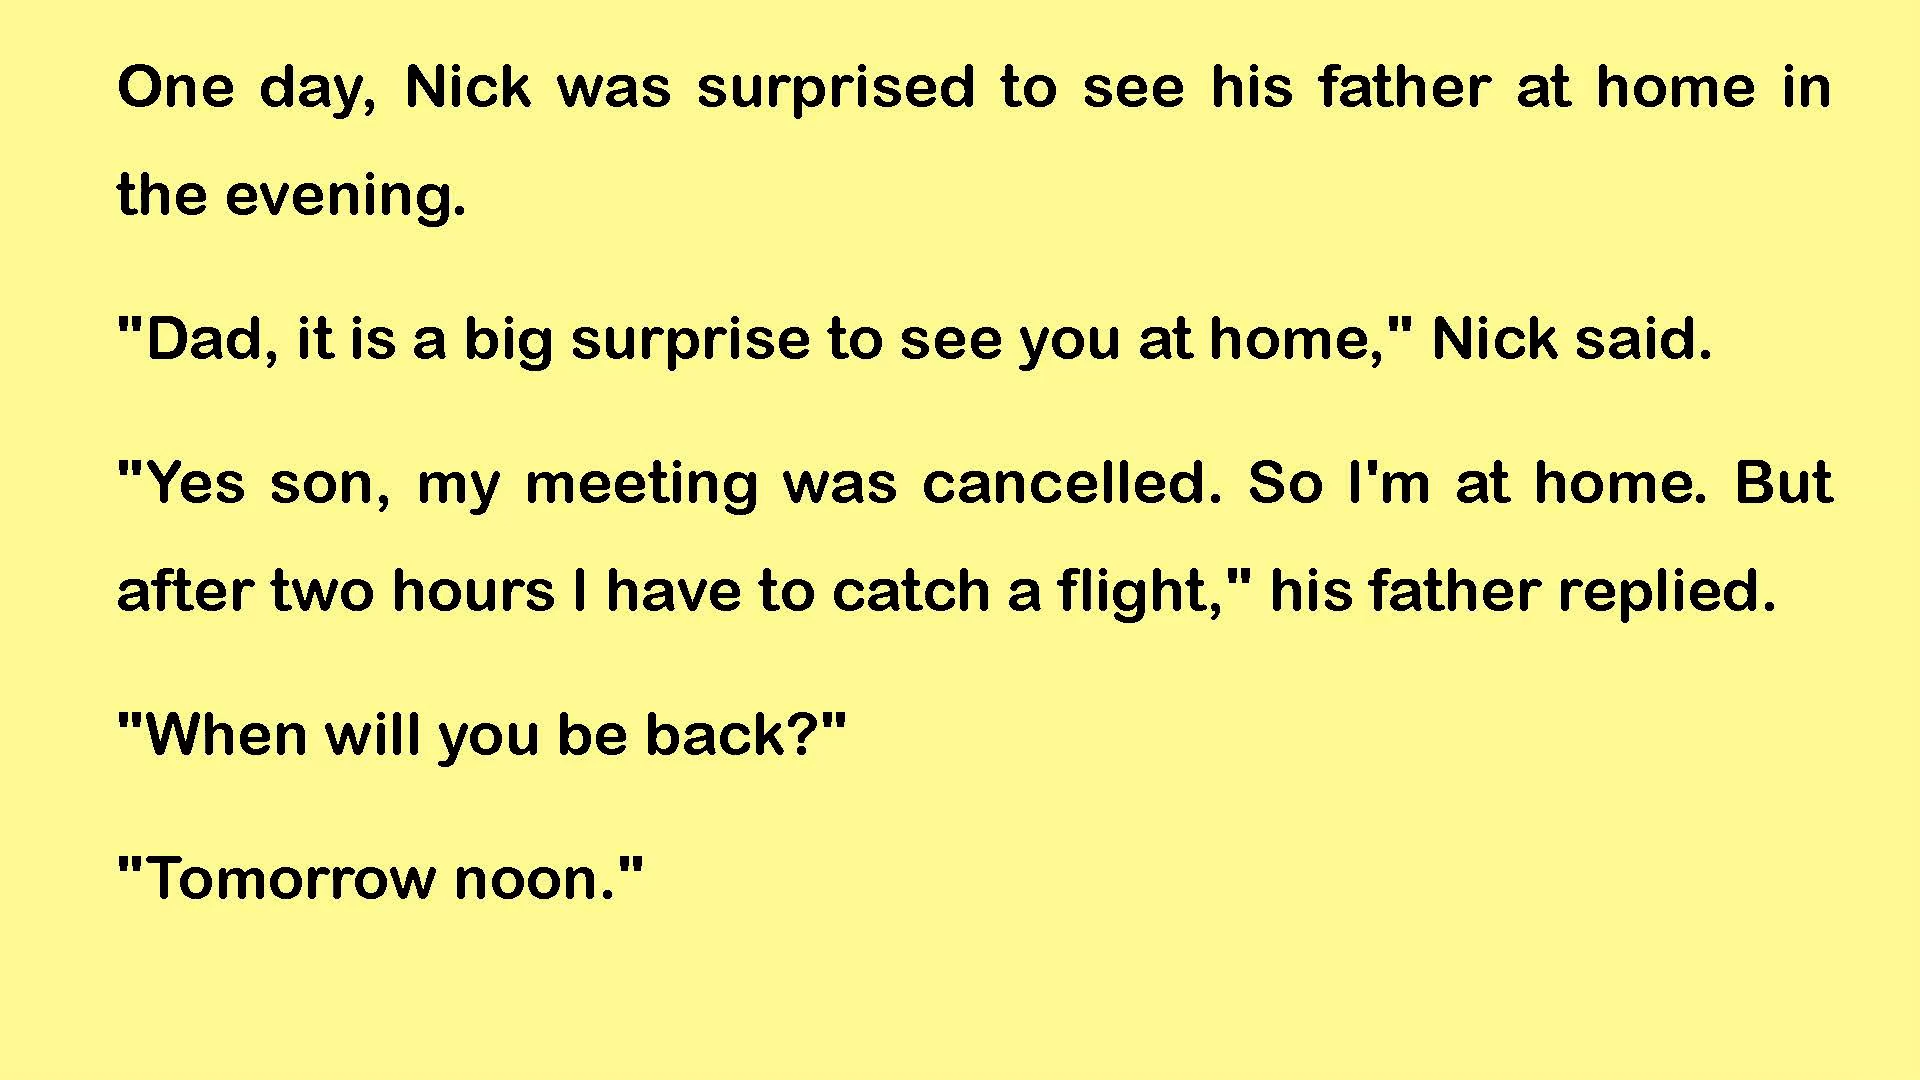 One day, Nick was surprised to see his father at home in
the evening.
"Dad, it is a big surprise to see you at home," Nick said.
"Yes son, my meeting was cancelled. So I'm at home. But
after two hours I have to catch a flight," his father replied.
"When will you be back?"
"Tomorrow noon."